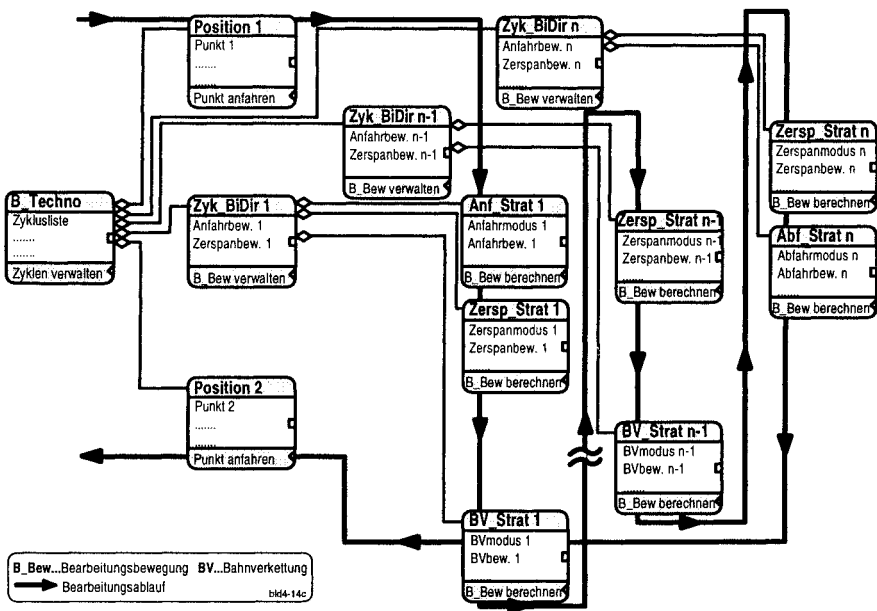 Position 1
Punkt 1
.......
.......
Punkt anfahren
Zyk_BiDir n
Anfahrbew. n
Zerspanbew. n
.......
B_Bew verwalten
Zyk_BiDir n-1
Anfahrbew. n-1
Zerspanbew. n-1
B_Bew verwalten
Zersp_Strat n
Zerspanmodus n
Zerspanbew. n
.......
B_Bew berechnen
B_Techno
Zyklusliste
.......
.......
Zyklen verwalten
Zyk_BiDir 1
Anfahrbew. 1
Zerspanbew. 1
.......
B_Bew verwalten
Anf_Strat 1
Anfahrmodus 1
Anfahrbew. 1
.......
B_Bew berechnen
Zersp_Strat n-1
Zerspanmodus n-1
Zerspanbew. n-1
.......
B_Bew berechnen
Abf_Strat n
Abfahrmodus n
Abfahrbew. n
.......
B_Bew berechnen
Zersp_Strat 1
Zerspanmodus 1
Zerspanbew. 1
.......
B_Bew berechnen
Position 2
Punkt 2
.......
.......
Punkt anfahren
BV_Strat n-1
BVmodus n-1
BVbew. n-1
.......
B_Bew berechnen
BV_Strat 1
BVmodus 1
BVbew. 1
.......
B_Bew berechnen
B_Bew...Bearbeitungsbewegung BV...Bahnverkettung
Bearbeitungsablauf
bld4-14c